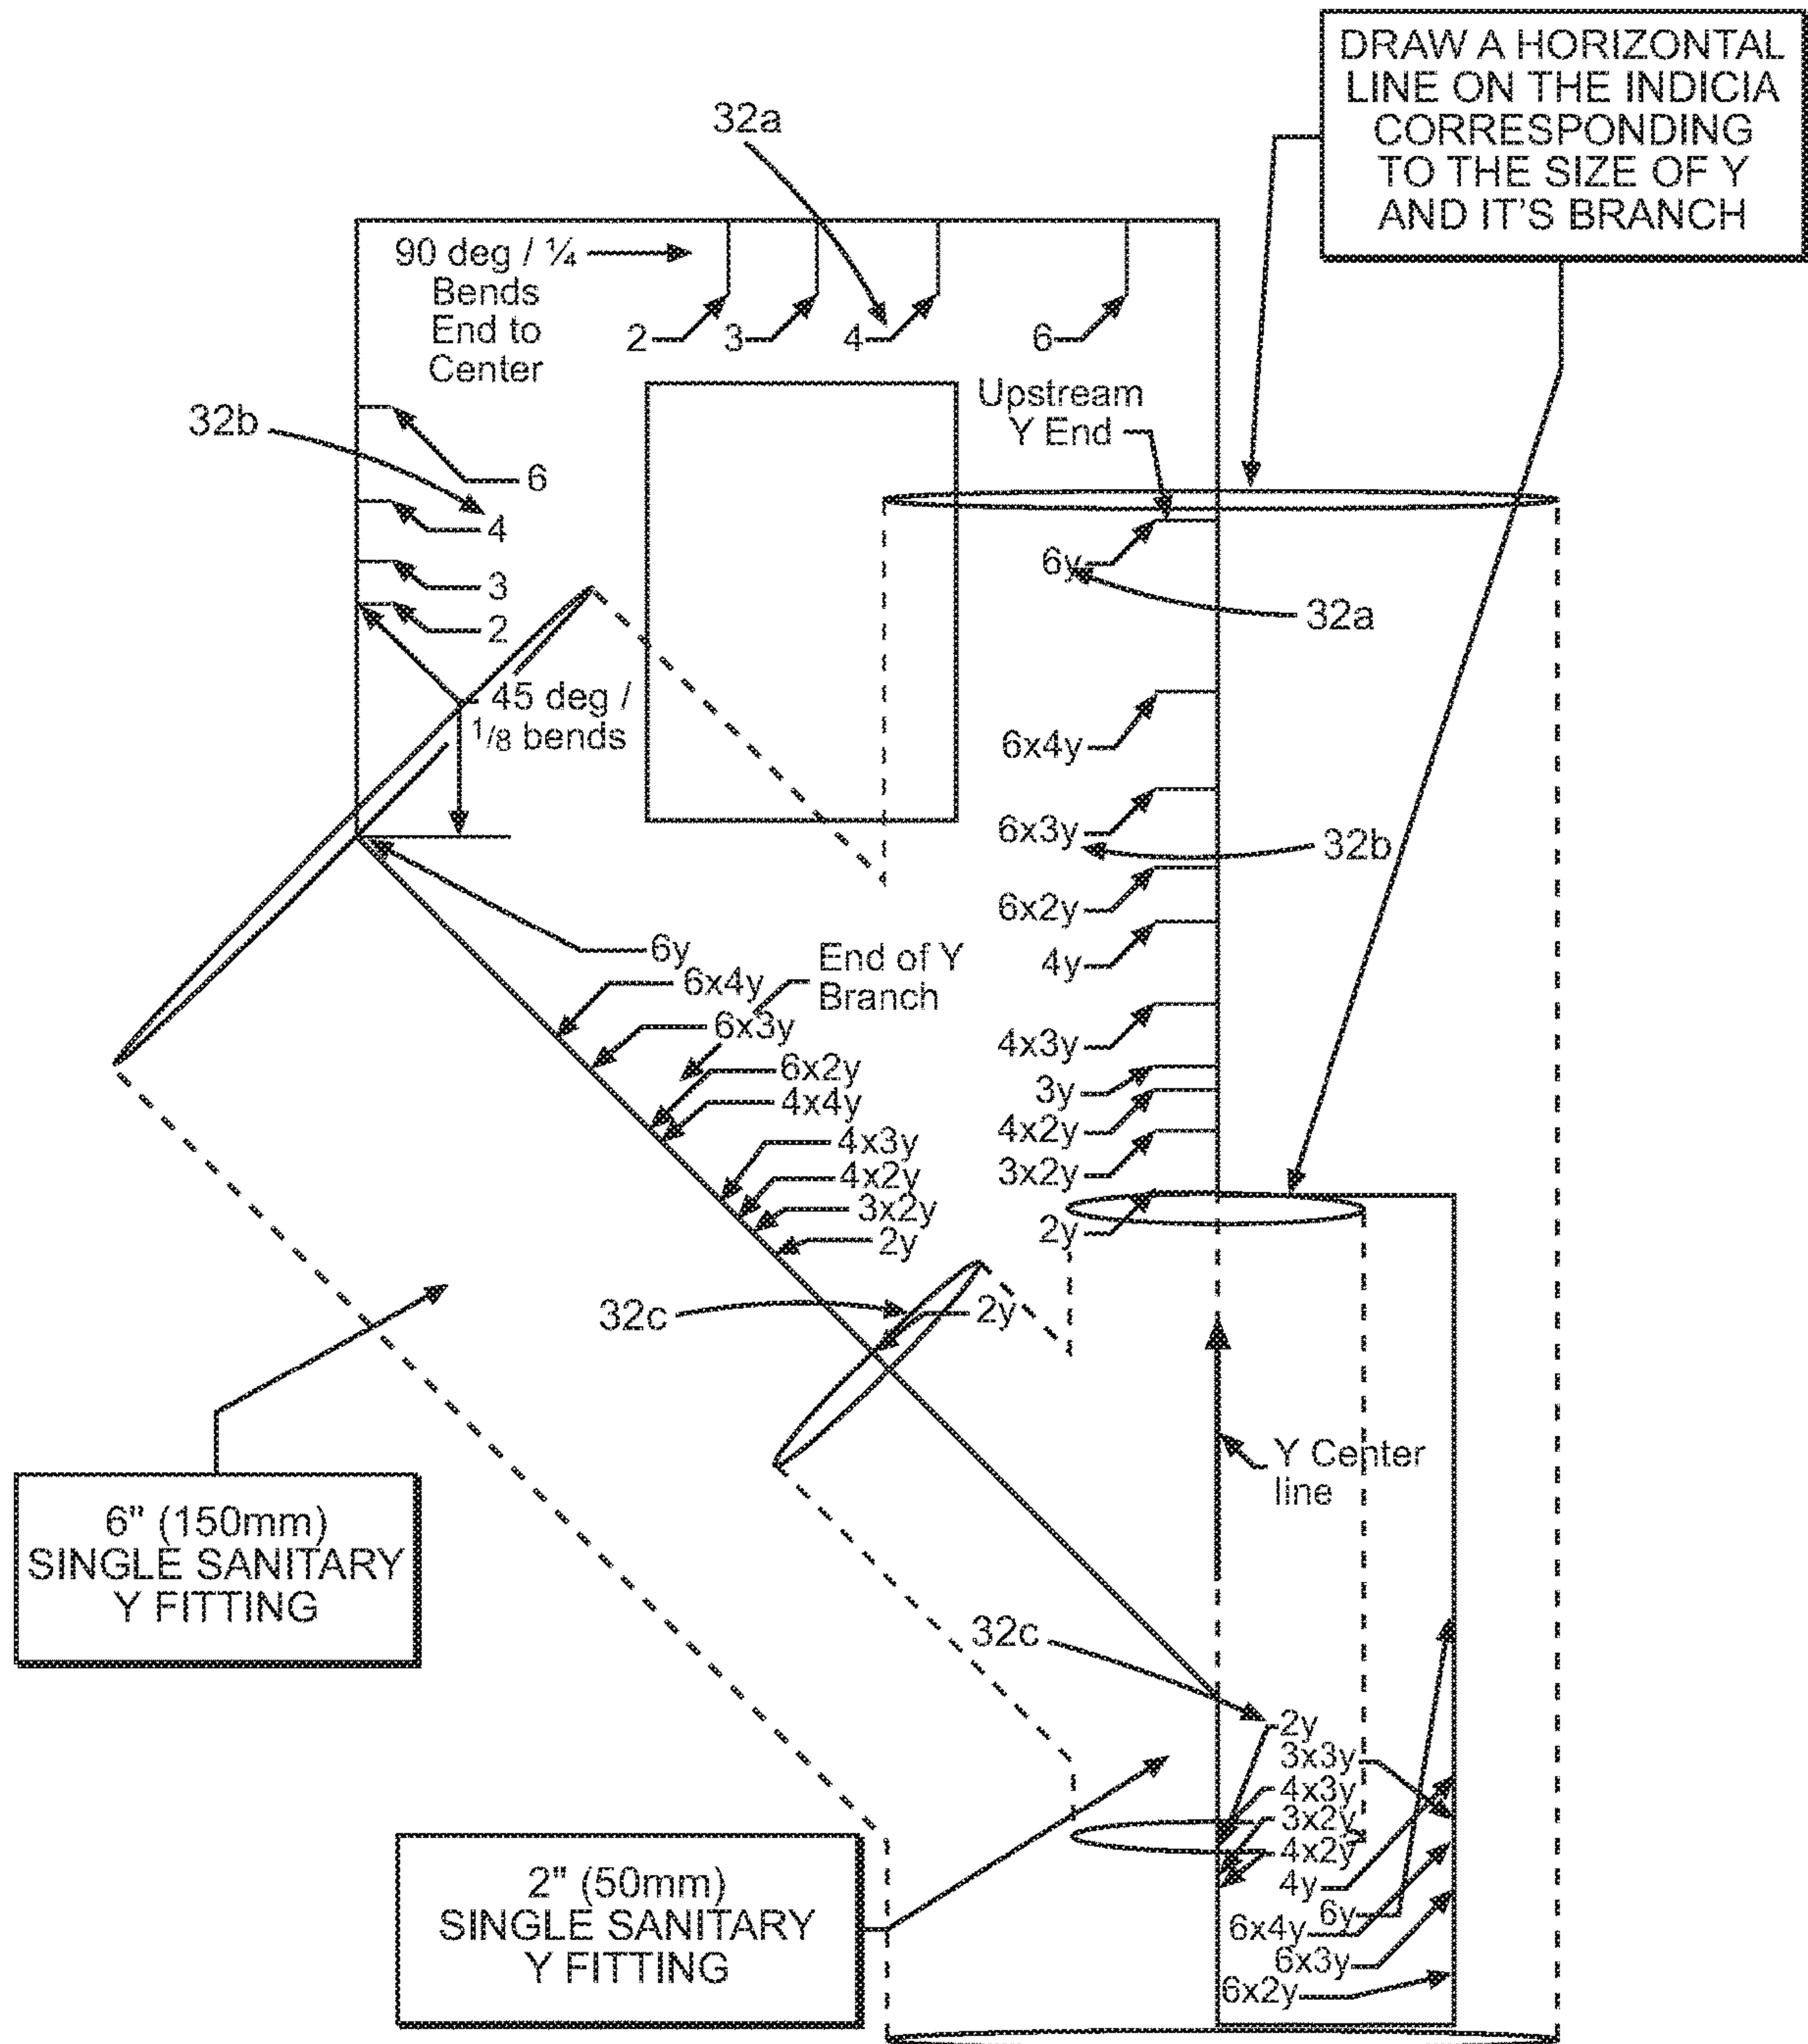 DRAW A HORIZONTAL
LINE ON THE INDICIA
CORRESPONDING
TO THE SIZE OF Y
AND IT'S BRANCH
32a
90 deg / ¼
Bends
End to
Center
2
3
4
6
Upstream
Y End
32b
6
4
3
2
45 deg /
1/8 bends
6y
32a
6x4y
6x3y
32b
6x2y
4y
4x3y
3y
4x2y
3x2y
2y
6y
End of Y
Branch
6x4y
6x3y
6x2y
4x4y
4x3y
4x2y
3x2y
2y
32c
2y
Y Center
line
6" (150mm)
SINGLE SANITARY
Y FITTING
32c
2y
3x3y
4x3y
3x2y
4x2y
4y
6y
6x4y
6x3y
6x2y
2" (50mm)
SINGLE SANITARY
Y FITTING